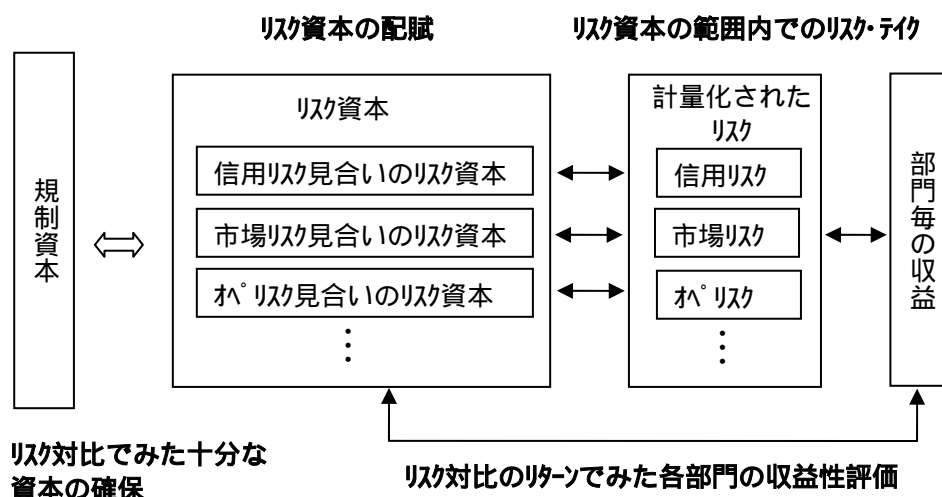 ﾘｽｸ資本の配賦
ﾘｽｸ資本の範囲内でのﾘｽｸ・ﾃｲｸ
規制資本
ﾘｽｸ資本
信用ﾘｽｸ見合いのﾘｽｸ資本
市場ﾘｽｸ見合いのﾘｽｸ資本
ｵﾍﾟﾘｽｸ見合いのﾘｽｸ資本
⋮
計量化された
ﾘｽｸ
信用ﾘｽｸ
市場ﾘｽｸ
ｵﾍﾟﾘｽｸ
⋮
部門毎の収益
ﾘｽｸ対比でみた十分な
資本の確保
ﾘｽｸ対比のﾘﾀｰﾝでみた各部門の収益性評価